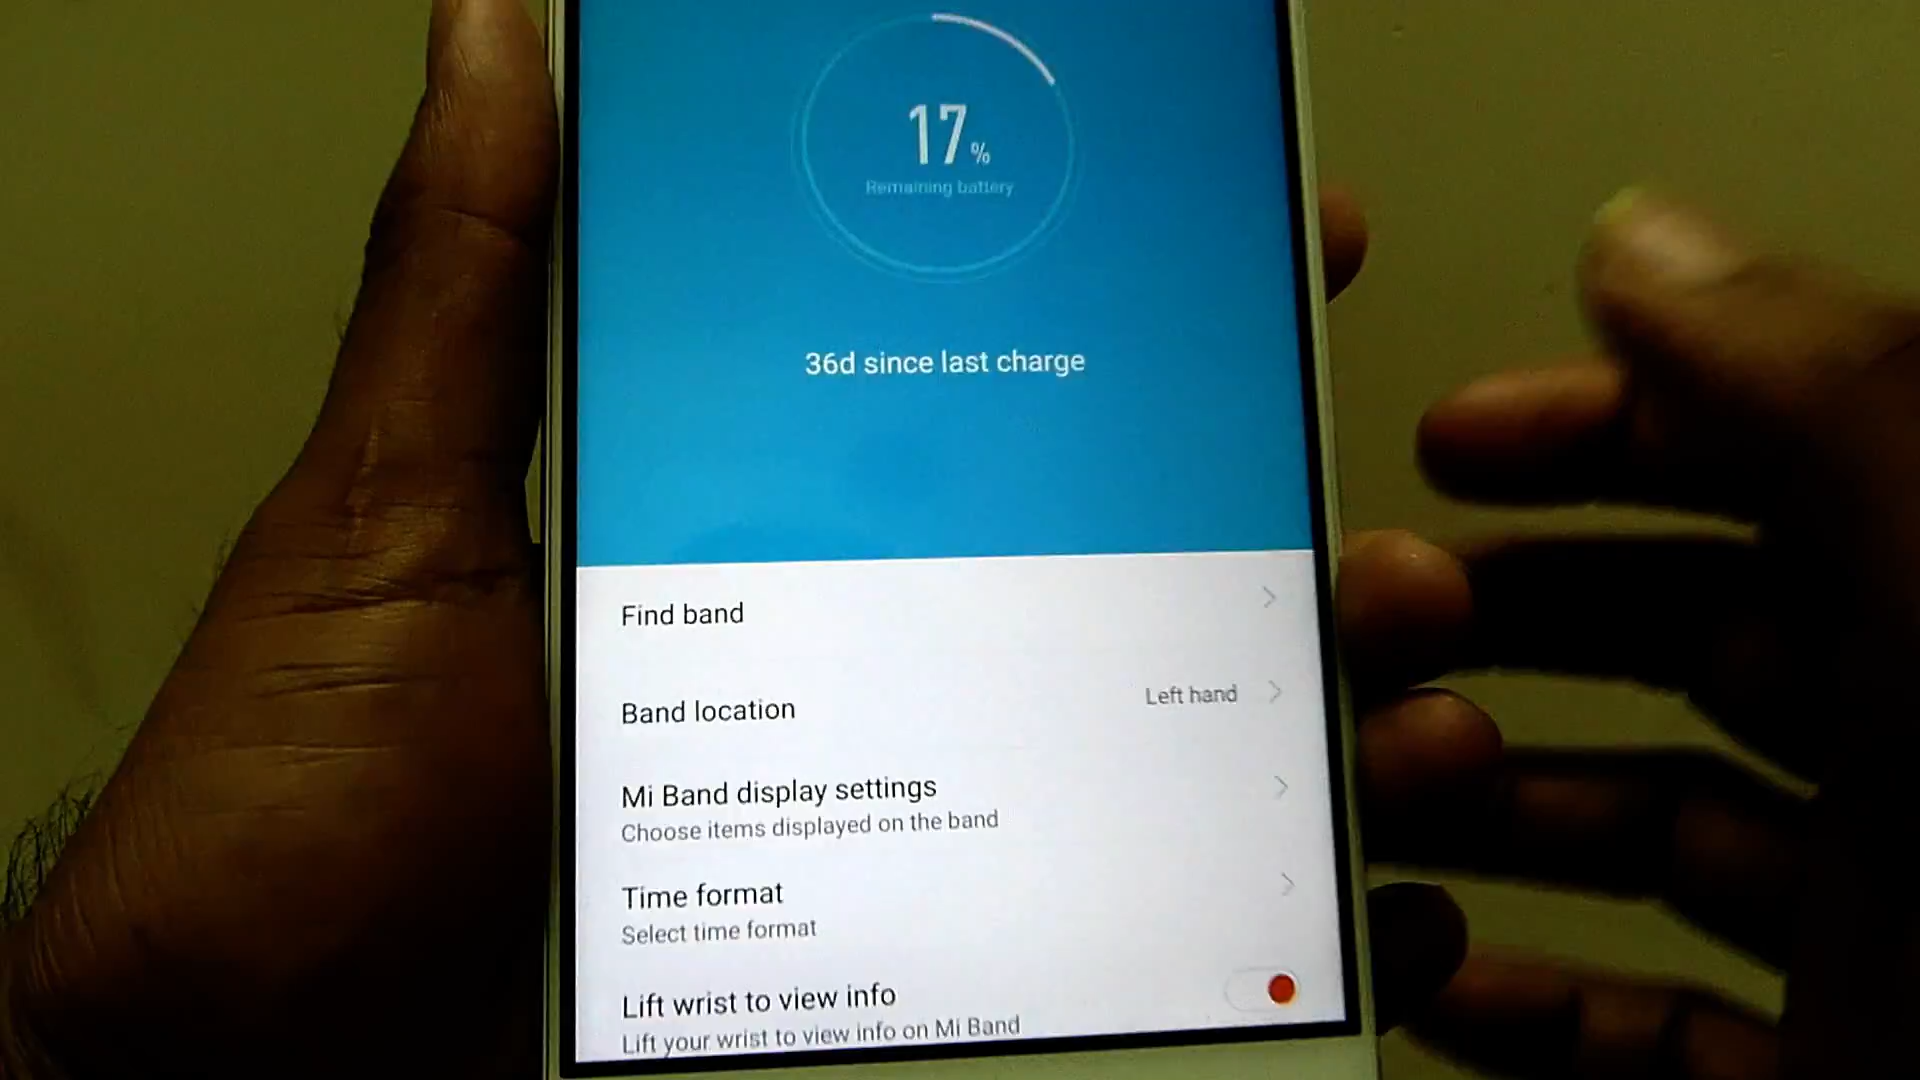 17%
Remaining battery
36d since last charge
Find band
Band location
Left hand
Mi Band display settings
Choose items displayed on the band
Time format
Select time format
Lift wrist to view info
Lift your wrist to view info on Mi Band